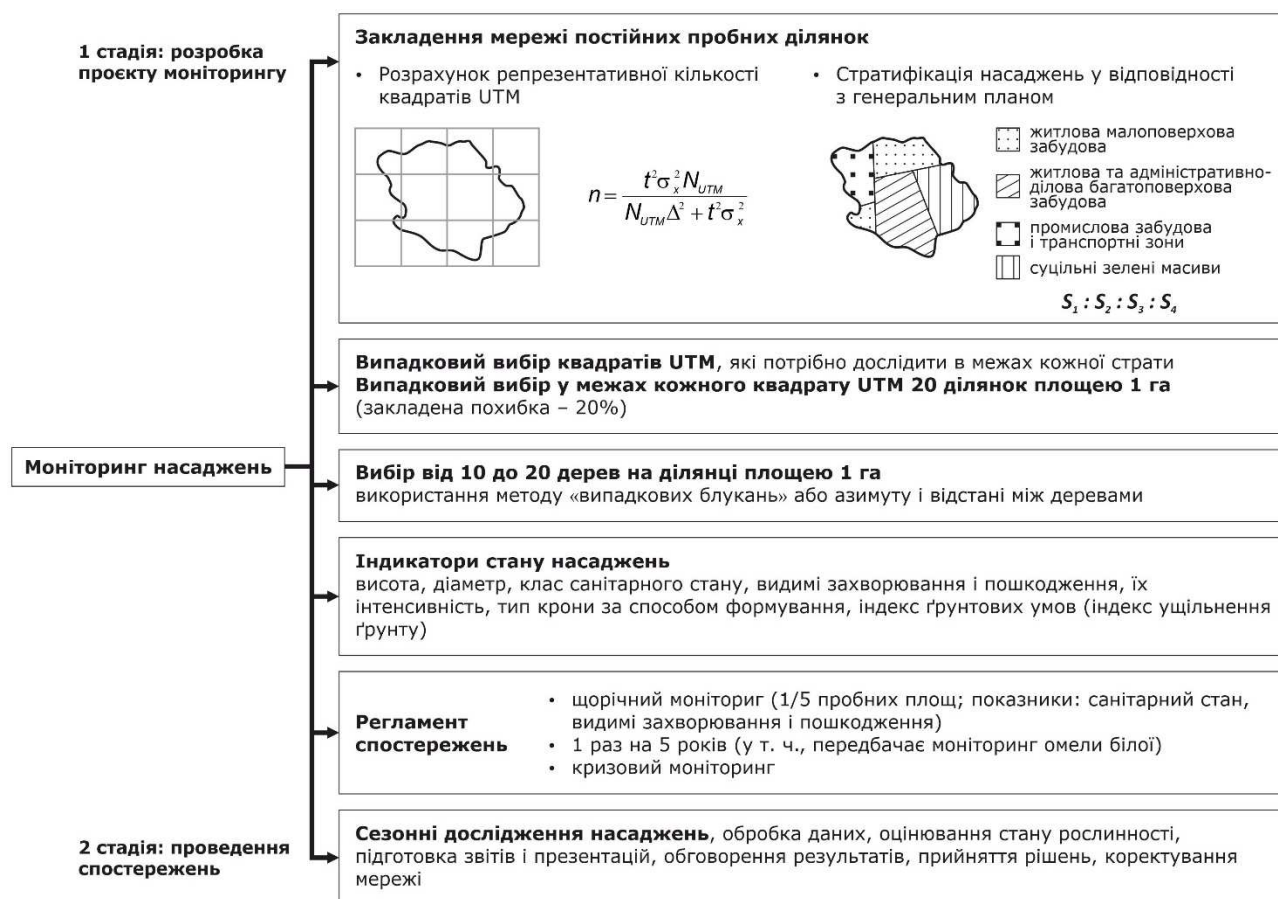 1 стадія: розробка
проєкту моніторингу
Закладення мережі постійних пробних ділянок
• Розрахунок репрезентативної кількості
квадратів UTM
n = t²σₓ²N_UTM / (N_UTM Δ² + t²σₓ²)
• Стратифікація насаджень у відповідності
з генеральним планом
житлова малоповерхова
забудова
житлова та адміністративно-
ділова багатоповерхова
забудова
промислова забудова
і транспортні зони
суцільні зелені масиви
S₁ : S₂ : S₃ : S₄
Випадковий вибір квадратів UTM, які потрібно дослідити в межах кожної страти
Випадковий вибір у межах кожного квадрату UTM 20 ділянок площею 1 га
(закладена похибка – 20%)
Моніторинг насаджень
Вибір від 10 до 20 дерев на ділянці площею 1 га
використання методу «випадкових блукань» або азимуту і відстані між деревами
Індикатори стану насаджень
висота, діаметр, клас санітарного стану, видимі захворювання і пошкодження, їх
інтенсивність, тип крони за способом формування, індекс ґрунтових умов (індекс ущільнення
ґрунту)
Регламент
спостережень
• щорічний моніториг (1/5 пробних площ; показники: санітарний стан,
видимі захворювання і пошкодження)
• 1 раз на 5 років (у т. ч., передбачає моніторинг омели білої)
• кризовий моніторинг
2 стадія: проведення
спостережень
Сезонні дослідження насаджень, обробка даних, оцінювання стану рослинності,
підготовка звітів і презентацій, обговорення результатів, прийняття рішень, коректування
мережі